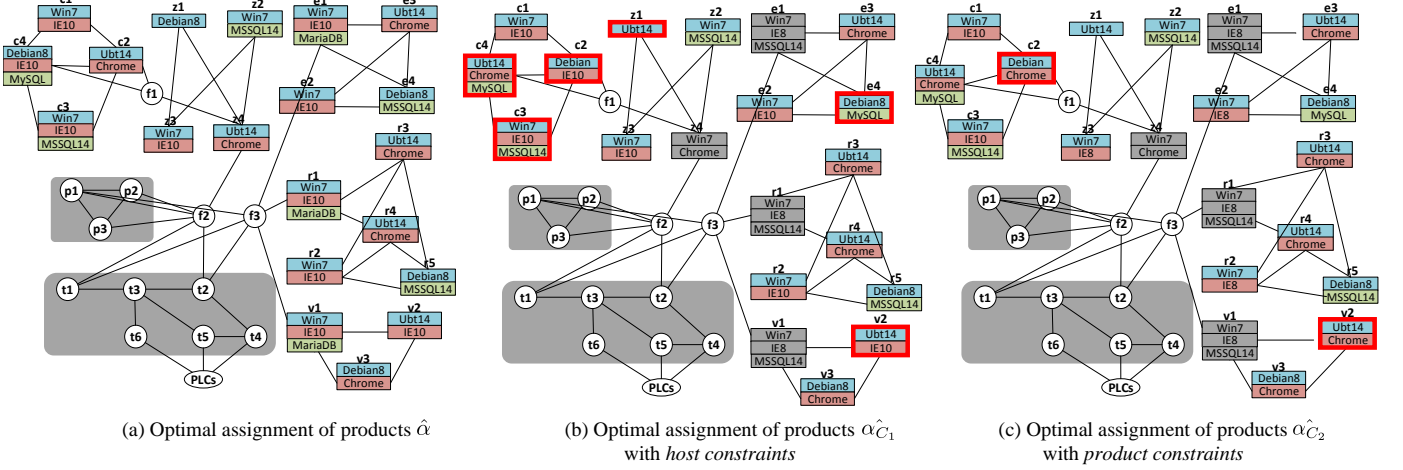 c1
Win7
IE10
c4
Debian8
IE10
MySQL
c2
Ubt14
Chrome
c3
Win7
IE10
MSSQL14
f1
z1
Debian8
z2
Win7
MSSQL14
z3
Win7
IE10
z4
Ubt14
Chrome
e1
Win7
IE10
MariaDB
e3
Ubt14
Chrome
e2
Win7
IE10
e4
Debian8
MSSQL14
p1
p2
p3
f2
f3
r1
Win7
IE10
MariaDB
r3
Ubt14
Chrome
r4
Ubt14
Chrome
r2
Win7
IE10
r5
Debian8
MSSQL14
t1
t3
t2
t6
t5
t4
PLCs
v1
Win7
IE10
MariaDB
v2
Ubt14
IE10
v3
Debian8
Chrome
(a) Optimal assignment of products α̂
c1
Win7
IE10
c4
Ubt14
Chrome
MySQL
c2
Debian
IE10
c3
Win7
IE10
MSSQL14
f1
z1
Ubt14
z2
Win7
MSSQL14
z3
Win7
IE10
z4
Win7
Chrome
e1
Win7
IE8
MSSQL14
e3
Ubt14
Chrome
e2
Win7
IE10
e4
Debian8
MySQL
p1
p2
p3
f2
f3
r1
Win7
IE8
MSSQL14
r3
Ubt14
Chrome
r4
Ubt14
Chrome
r2
Win7
IE10
r5
Debian8
MSSQL14
t1
t3
t2
t6
t5
t4
PLCs
v1
Win7
IE8
MSSQL14
v2
Ubt14
IE10
v3
Debian8
Chrome
(b) Optimal assignment of products α̂C1
with host constraints
c1
Win7
IE10
c4
Ubt14
Chrome
MySQL
c2
Debian
Chrome
c3
Win7
IE10
MSSQL14
f1
z1
Ubt14
z2
Win7
MSSQL14
z3
Win7
IE8
z4
Win7
Chrome
e1
Win7
IE8
MSSQL14
e3
Ubt14
Chrome
e2
Win7
IE8
e4
Debian8
MySQL
p1
p2
p3
f2
f3
r1
Win7
IE8
MSSQL14
r3
Ubt14
Chrome
r4
Ubt14
Chrome
r2
Win7
IE8
r5
Debian8
MSSQL14
t1
t3
t2
t6
t5
t4
PLCs
v1
Win7
IE8
MSSQL14
v2
Ubt14
Chrome
v3
Debian8
Chrome
(c) Optimal assignment of products α̂C2
with product constraints